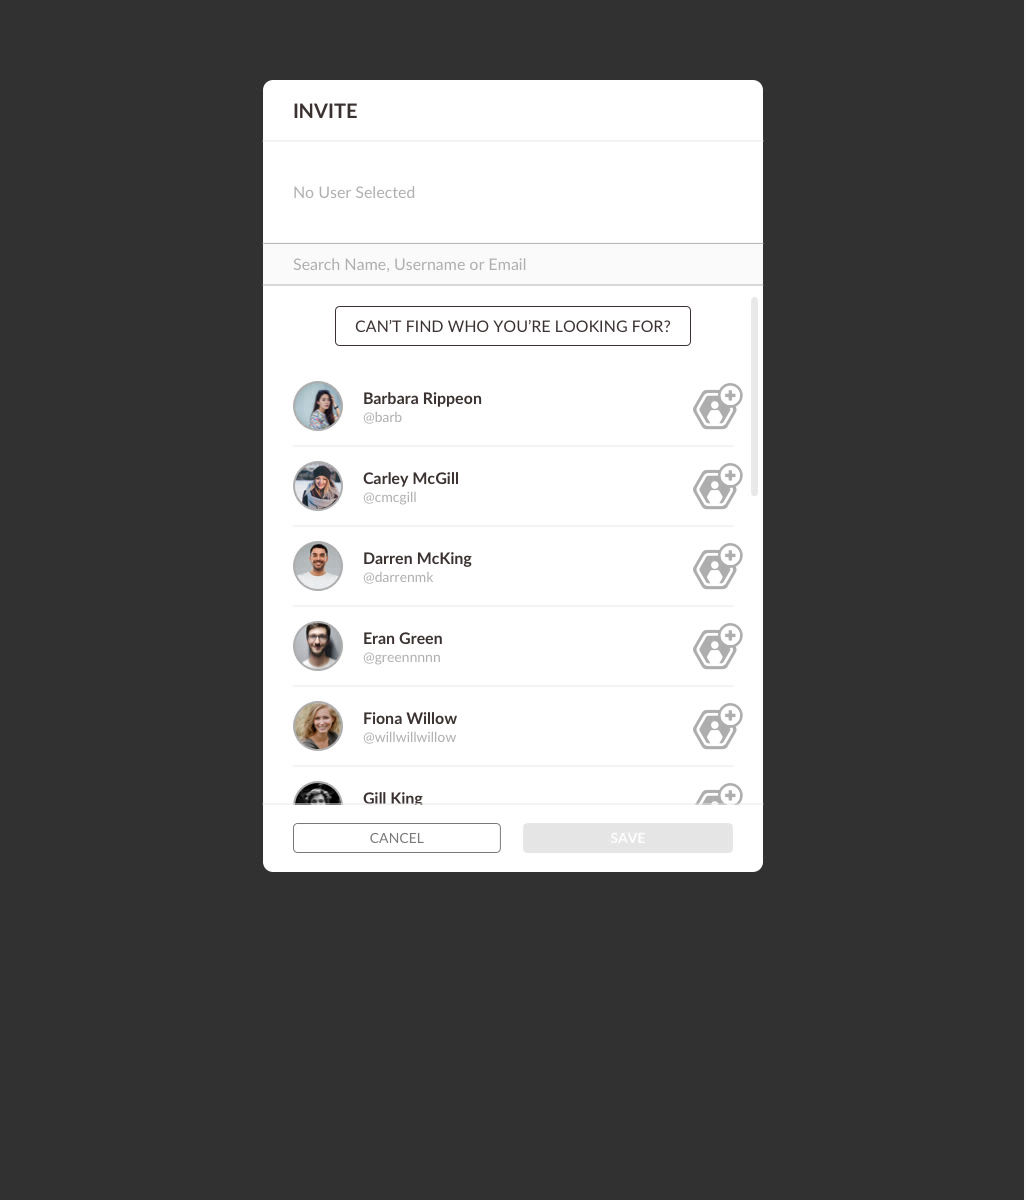 INVITE
No User Selected
Search Name, Username or Email
CAN'T FIND WHO YOU'RE LOOKING FOR?
Barbara Rippeon
@barb
Carley McGill
@cmcgill
Darren McKing
@darrenmk
Eran Green
@greennnnn
Fiona Willow
@willwillwillow
Gill King
CANCEL
SAVE